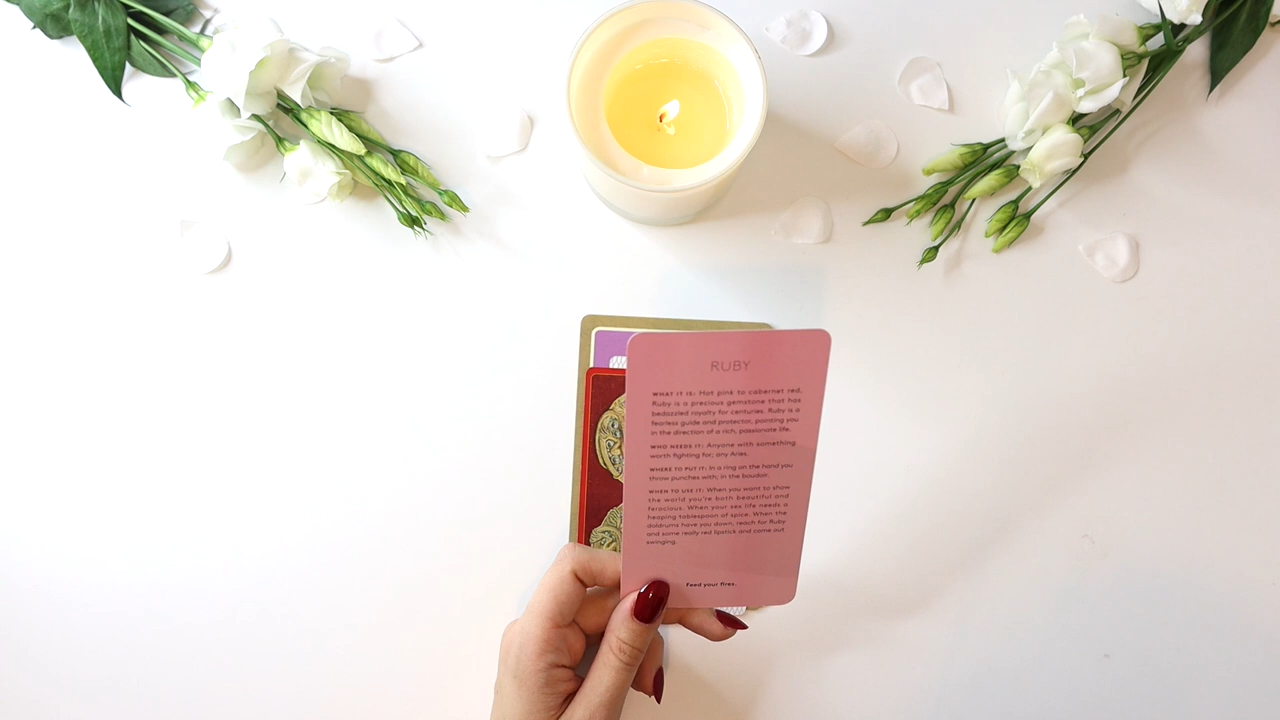 RUBY
WHAT IT IS: Hot pink to cabernet red,
Ruby is a precious gemstone that has
bedazzled royalty for centuries. Ruby is a
fearless guide and protector, pointing you
in the direction of a rich, passionate life.
WHO NEEDS IT: Anyone with something
worth fighting for; any Aries.
WHERE TO PUT IT: In a ring on the hand you
throw punches with; in the boudoir.
WHEN TO USE IT: When you want to show
the world you're both beautiful and
ferocious. When your sex life needs a
heaping tablespoon of spice. When the
doldrums have you down, reach for Ruby
and some really red lipstick and come out
swinging.
Feed your fires.